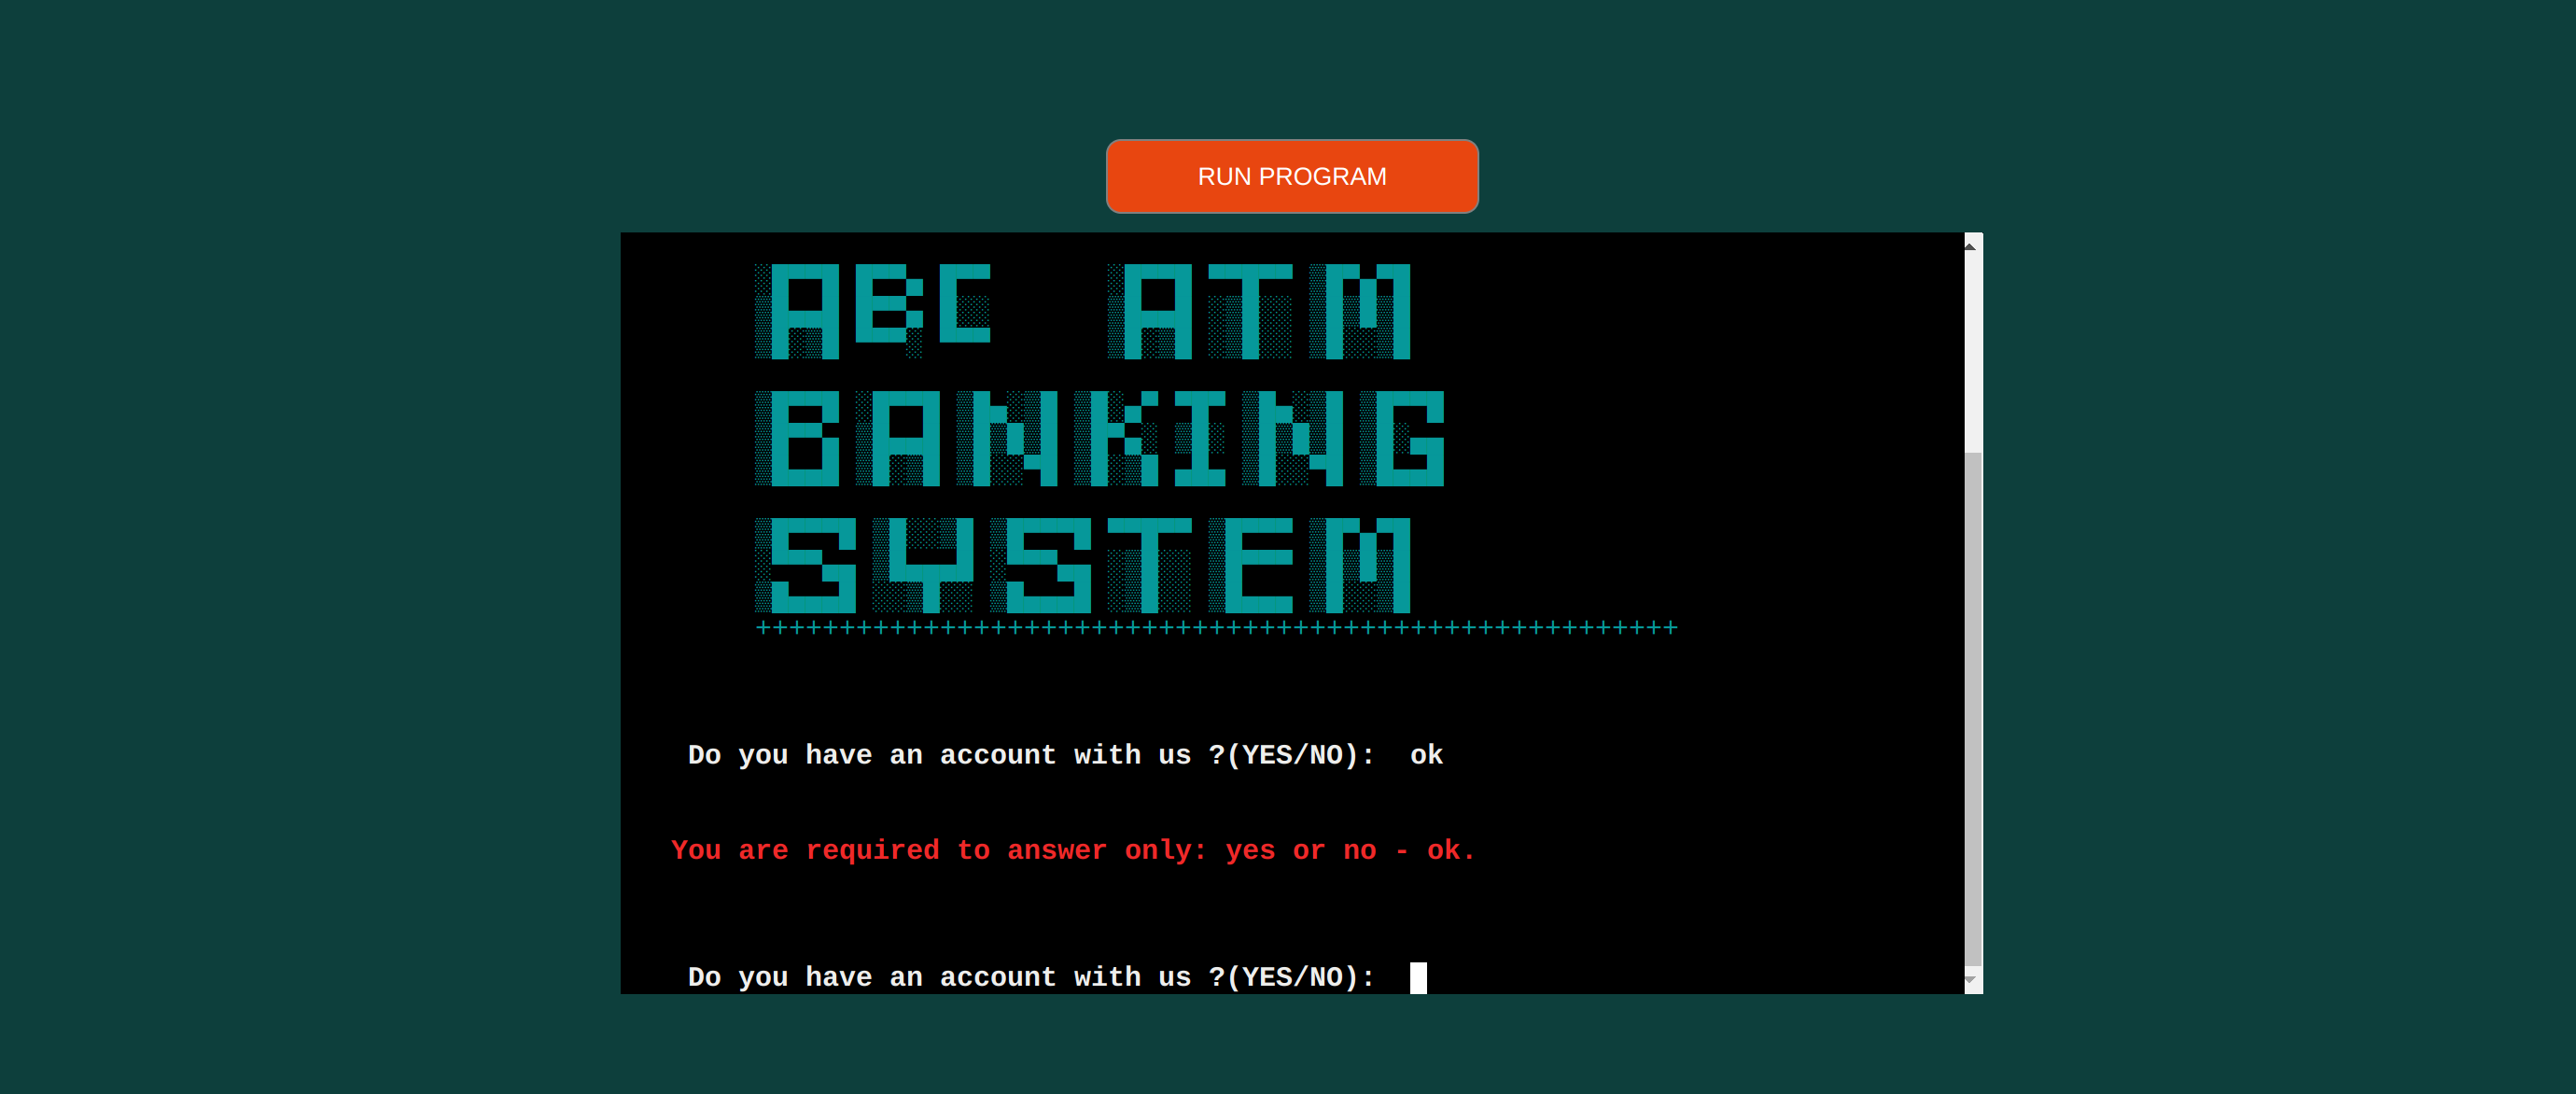 RUN PROGRAM
ABC ATM
BANKING
SYSTEM
+++++++++++++++++++++++++++++++++++++++++++++++++++++++
Do you have an account with us ?(YES/NO): ok
You are required to answer only: yes or no - ok.
Do you have an account with us ?(YES/NO):